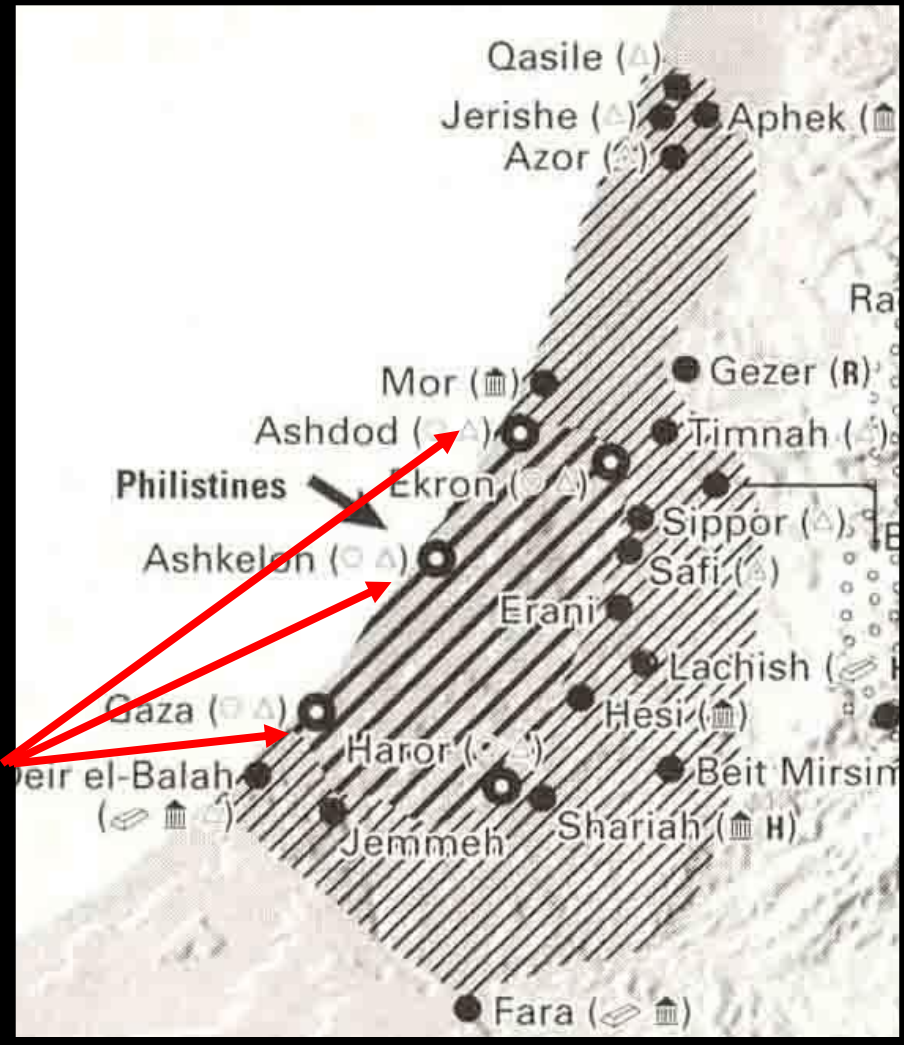 Qasile (△)
Jerishe (△)
Aphek (
Azor (△)
Ra
Mor (🏛)
Gezer (R)
Ashdod (▽ △)
Timnah (△)
Philistines
Ekron (▽ △)
Sippor (△)
Ashkelon (▽ △)
Safi (△)
Erani
Lachish (
Gaza (▽ △)
Hesi (🏛)
Haror (▽ △)
Deir el-Balah
(▱ 🏛 △)
Beit Mirsim
Shariah (🏛 H)
Jemmeh
Fara (▱ 🏛)